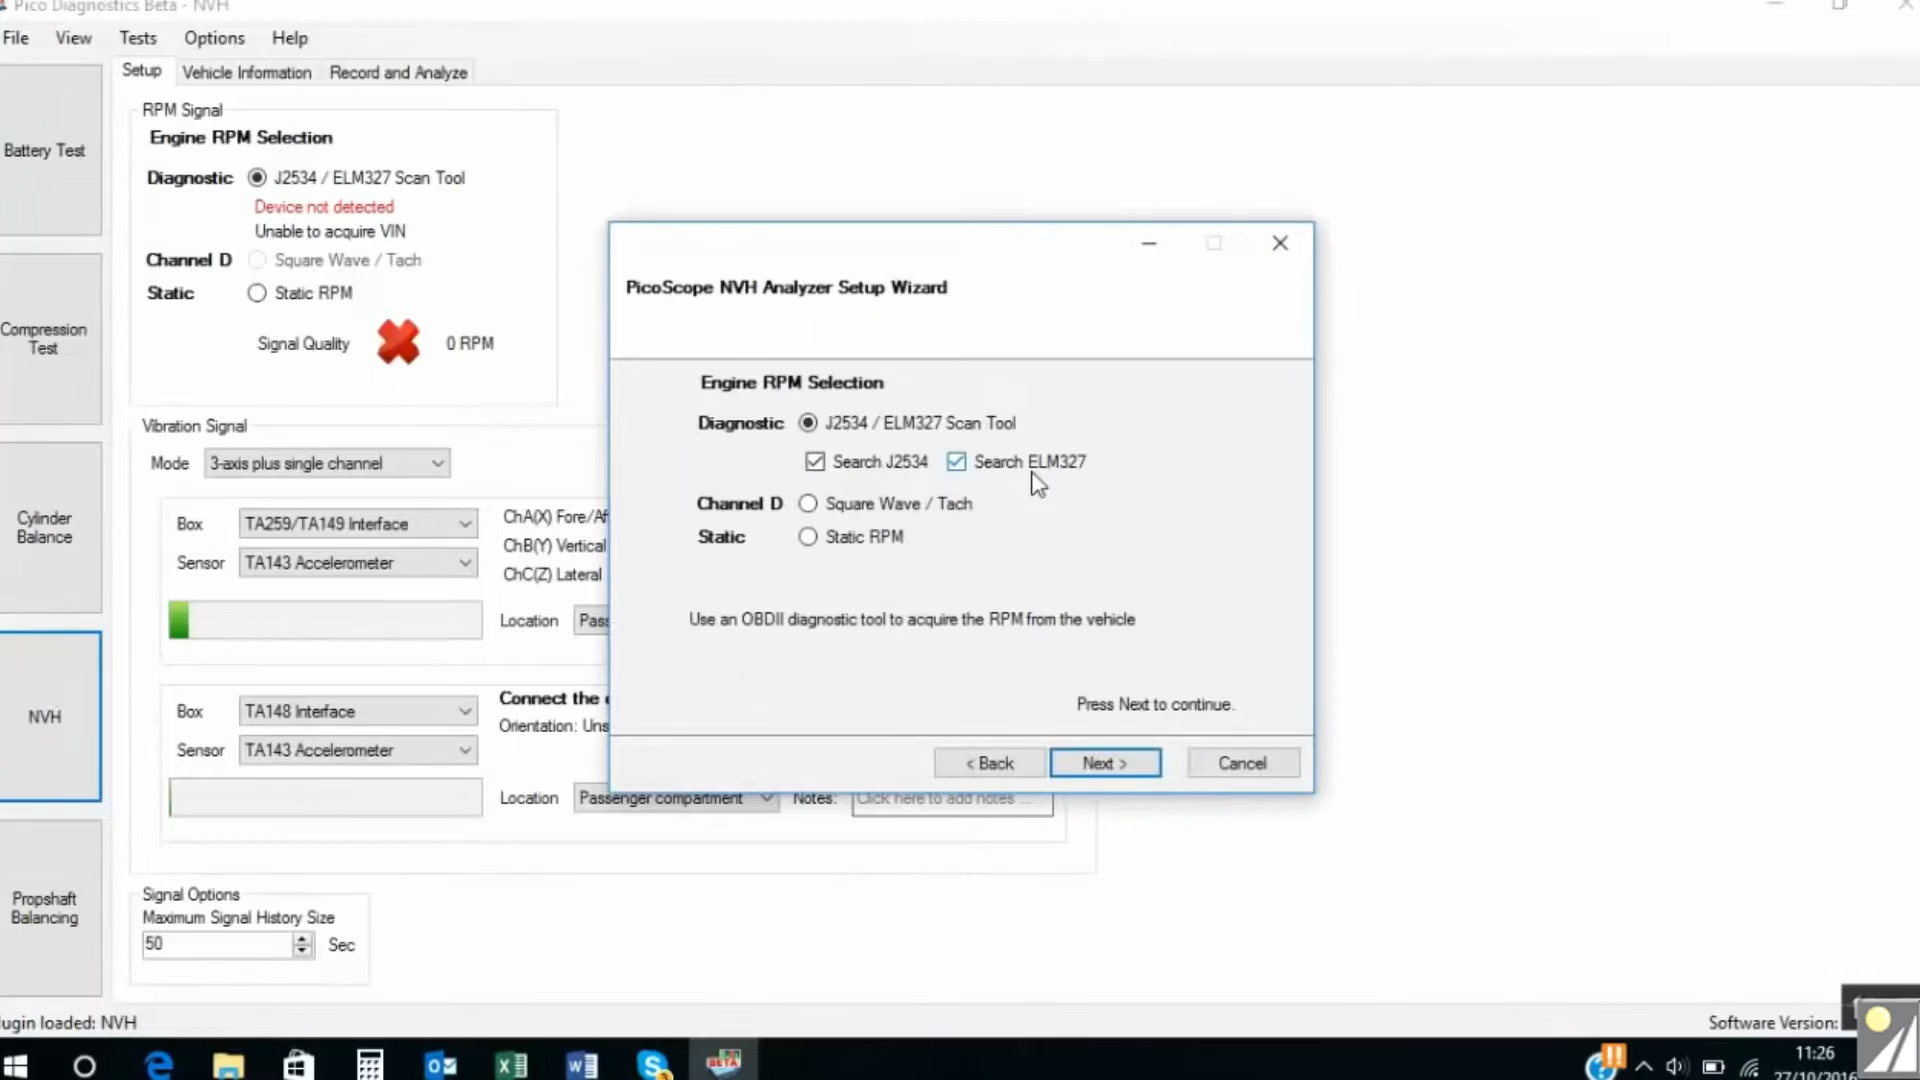 Pico Diagnostics Beta - NVH
File View Tests Options Help
Setup Vehicle Information Record and Analyze
Battery Test
Compression
Test
Cylinder
Balance
NVH
Propshaft
Balancing
RPM Signal
Engine RPM Selection
Diagnostic J2534 / ELM327 Scan Tool
Device not detected
Unable to acquire VIN
Channel D Square Wave / Tach
Static Static RPM
Signal Quality 0 RPM
Vibration Signal
Mode 3-axis plus single channel
Box TA259/TA149 Interface
Sensor TA143 Accelerometer
ChA(X) Fore/Af
ChB(Y) Vertical
ChC(Z) Lateral
Location Pass
Box TA148 Interface
Sensor TA143 Accelerometer
Connect the
Orientation: Uns
Location Passenger compartment Notes: Click here to add notes ...
Signal Options
Maximum Signal History Size
50 Sec
PicoScope NVH Analyzer Setup Wizard
Engine RPM Selection
Diagnostic J2534 / ELM327 Scan Tool
Search J2534 Search ELM327
Channel D Square Wave / Tach
Static Static RPM
Use an OBDII diagnostic tool to acquire the RPM from the vehicle
Press Next to continue.
< Back Next > Cancel
lugin loaded: NVH
Software Version:
BETA
11:26
27/10/2016